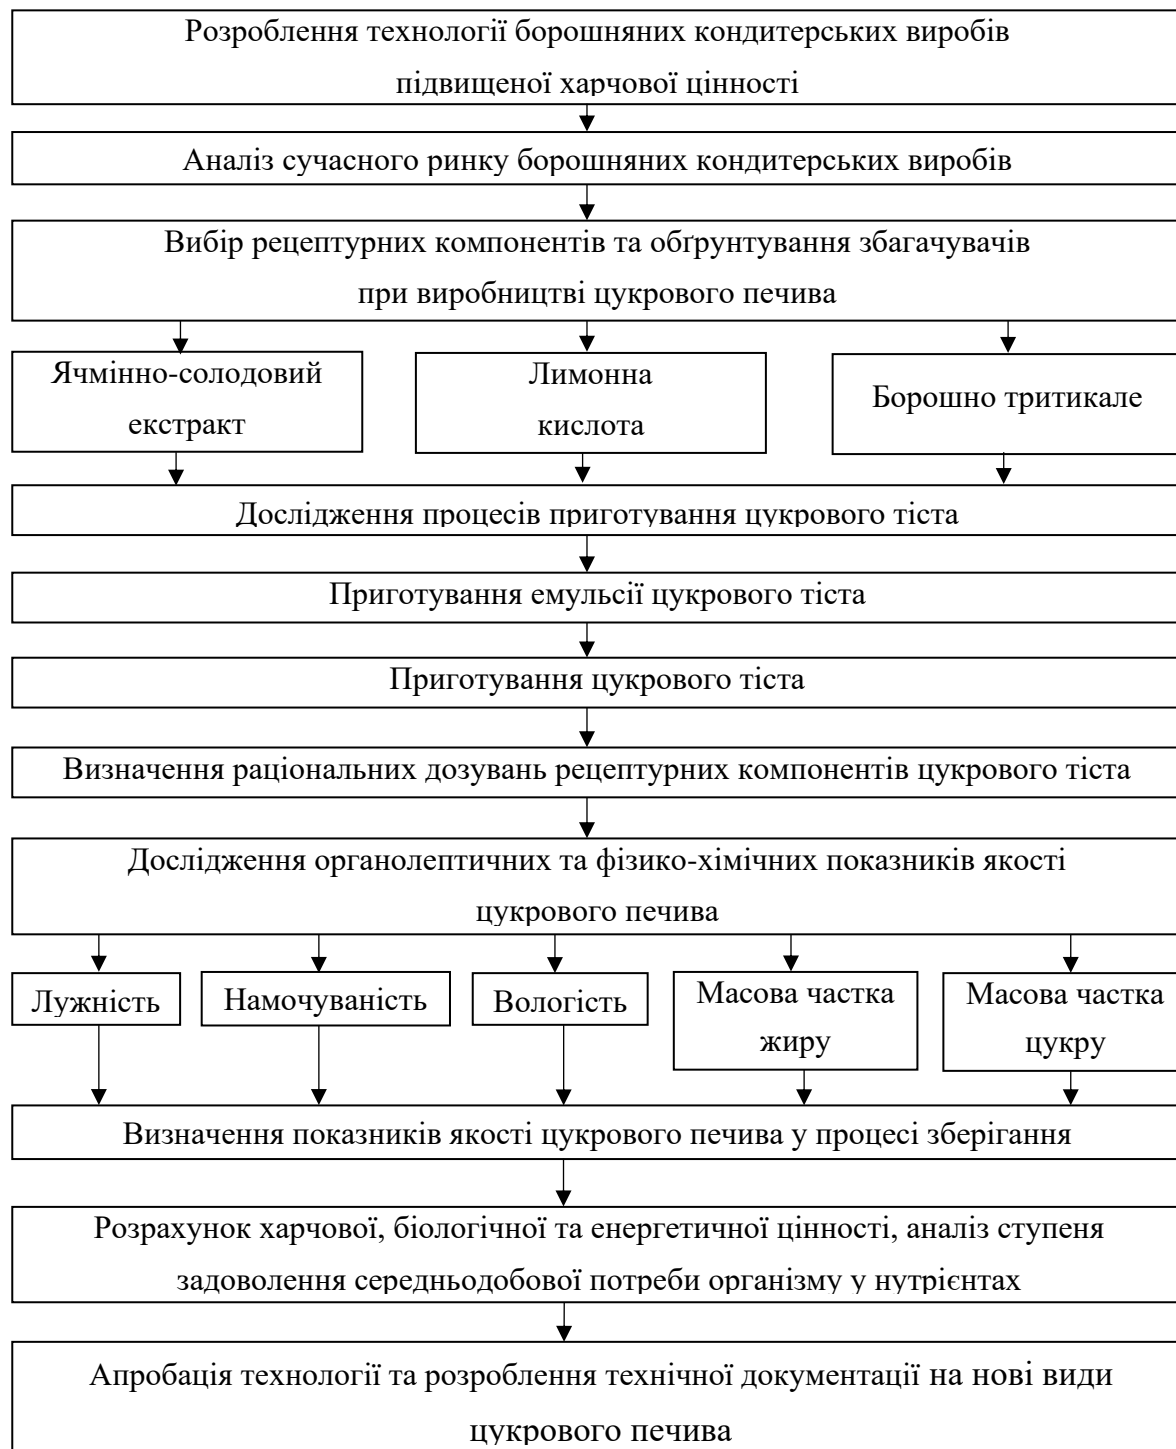 Розроблення технології борошняних кондитерських виробів
підвищеної харчової цінності
Аналіз сучасного ринку борошняних кондитерських виробів
Вибір рецептурних компонентів та обґрунтування збагачувачів
при виробництві цукрового печива
Ячмінно-солодовий
екстракт
Лимонна
кислота
Борошно тритикале
Дослідження процесів приготування цукрового тіста
Приготування емульсії цукрового тіста
Приготування цукрового тіста
Визначення раціональних дозувань рецептурних компонентів цукрового тіста
Дослідження органолептичних та фізико-хімічних показників якості
цукрового печива
Лужність
Намочуваність
Вологість
Масова частка
жиру
Масова частка
цукру
Визначення показників якості цукрового печива у процесі зберігання
Розрахунок харчової, біологічної та енергетичної цінності, аналіз ступеня
задоволення середньодобової потреби організму у нутрієнтах
Апробація технології та розроблення технічної документації на нові види
цукрового печива